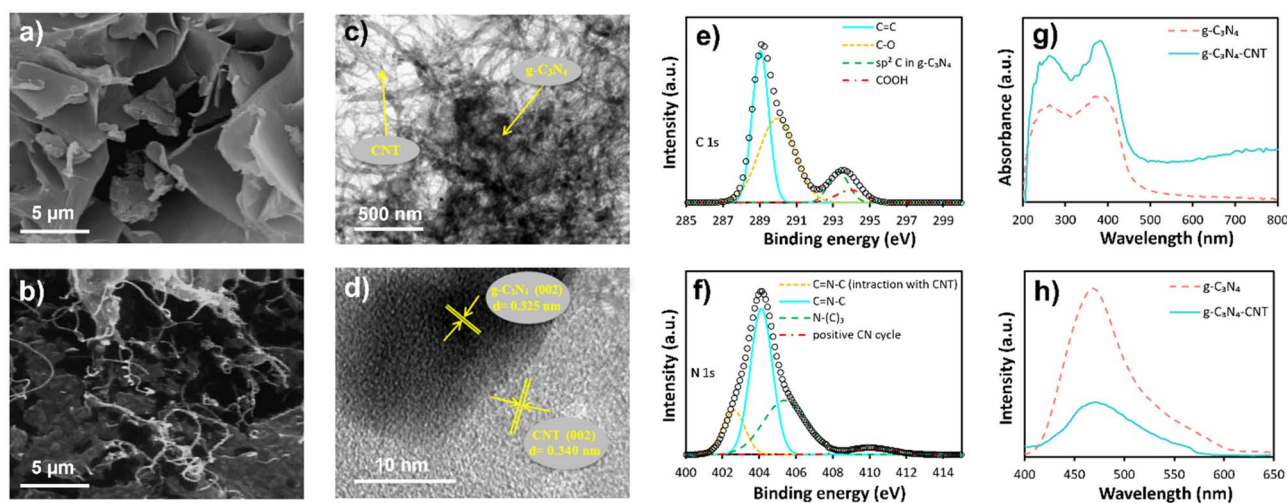 a)
5 µm
b)
5 µm
c)
g-C₃N₄
CNT
500 nm
d)
g-C₃N₄ (002)
d= 0.325 nm
CNT (002)
d= 0.340 nm
10 nm
e)
C=C
C-O
sp² C in g-C₃N₄
COOH
C 1s
Intensity (a.u.)
285 287 289 291 293 295 297 299
Binding energy (eV)
f)
C=N-C (intraction with CNT)
C=N-C
N-(C)₃
positive CN cycle
N 1s
Intensity (a.u.)
400 402 404 406 408 410 412 414
Binding energy (eV)
g)
g-C₃N₄
g-C₃N₄-CNT
Absorbance (a.u.)
200 300 400 500 600 700 800
Wavelength (nm)
h)
g-C₃N₄
g-C₃N₄-CNT
Intensity (a.u.)
400 450 500 550 600 650
Wavelength (nm)